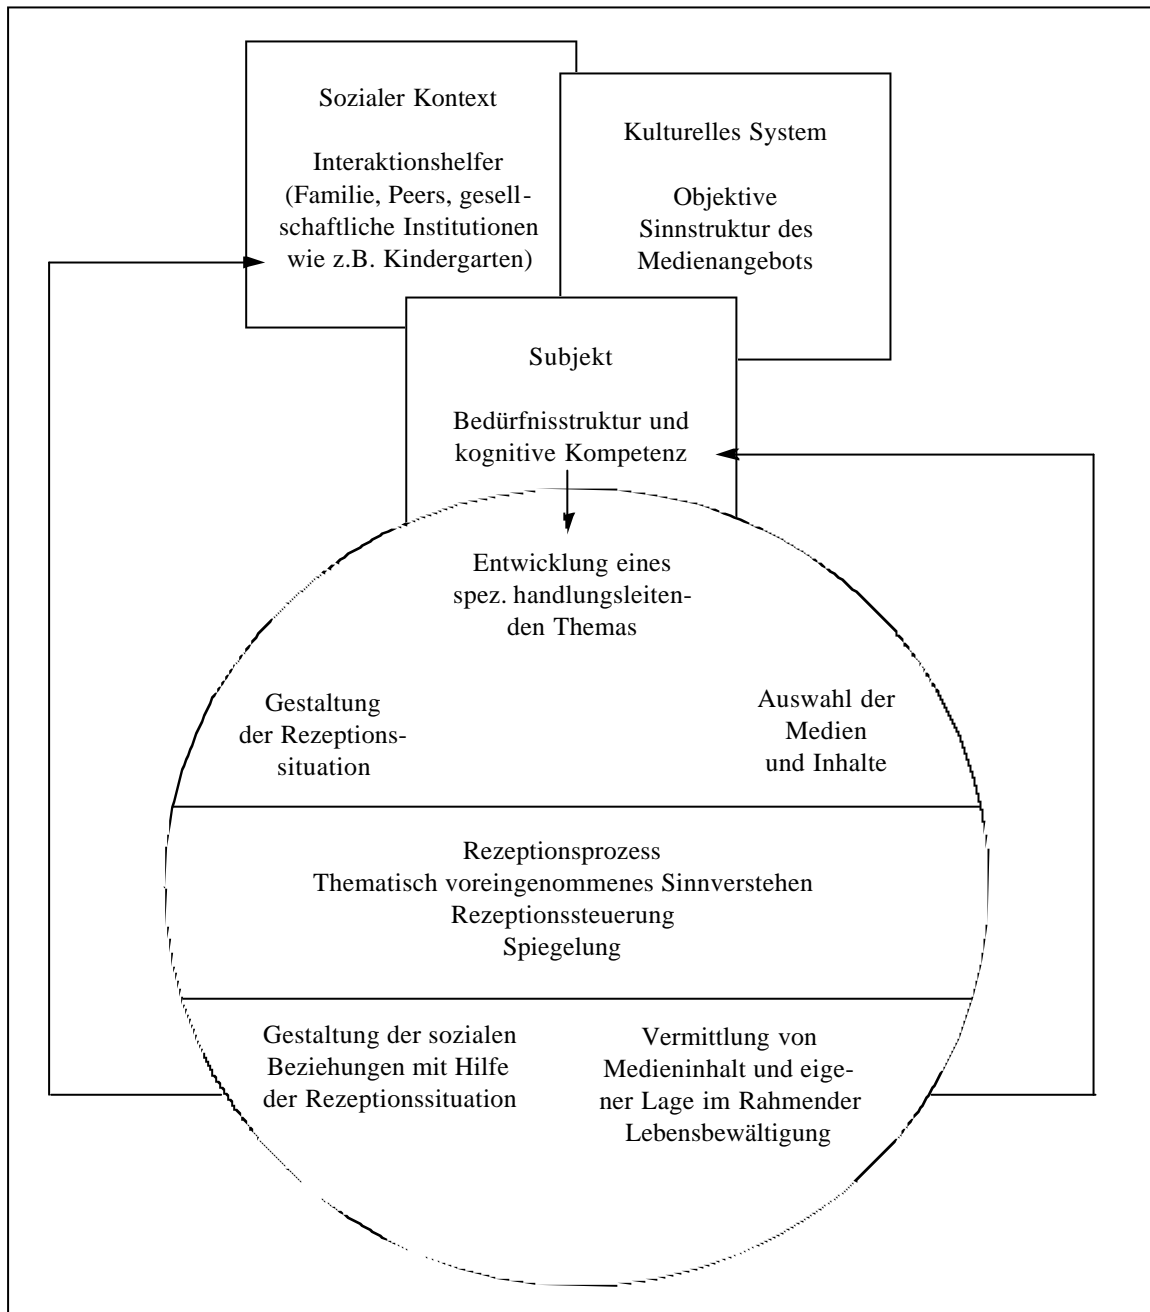 Sozialer Kontext
Interaktionshelfer
(Familie, Peers, gesell-
schaftliche Institutionen
wie z.B. Kindergarten)
Kulturelles System
Objektive
Sinnstruktur des
Medienangebots
Subjekt
Bedürfnisstruktur und
kognitive Kompetenz
Entwicklung eines
spez. handlungsleiten-
den Themas
Gestaltung
der Rezeptions-
situation
Auswahl der
Medien
und Inhalte
Rezeptionsprozess
Thematisch voreingenommenes Sinnverstehen
Rezeptionssteuerung
Spiegelung
Gestaltung der sozialen
Beziehungen mit Hilfe
der Rezeptionssituation
Vermittlung von
Medieninhalt und eige-
ner Lage im Rahmender
Lebensbewältigung